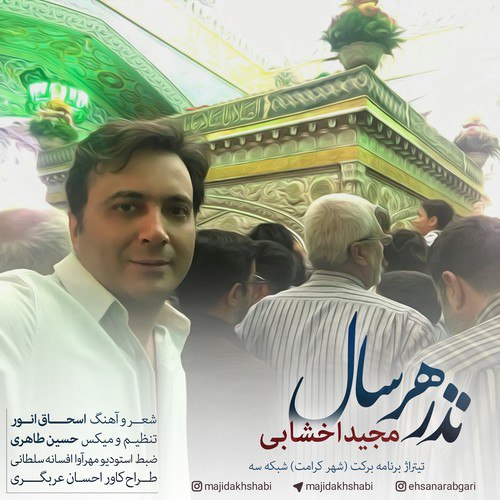 نذر هر سال
مجید اخشابی
تیتراژ برنامه برکت (شهر کرامت) شبکه سه
شعر و آهنگ اسحاق انور
تنظیم و میکس حسین طاهری
ضبط استودیو مهرآوا افسانه سلطانی
طراح کاور احسان عربگری
majidakhshabi majidakhshabi ehsanarabgari